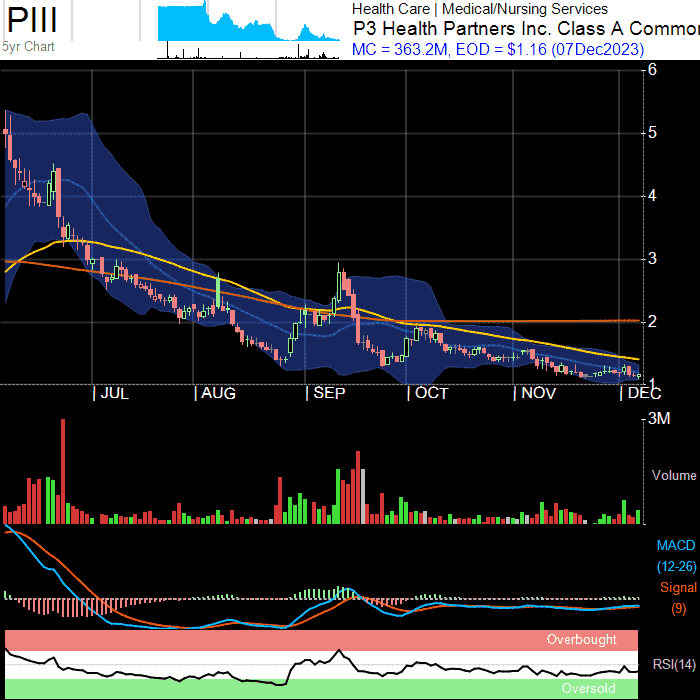 PIII
5yr Chart
Health Care | Medical/Nursing Services
P3 Health Partners Inc. Class A Commo
MC = 363.2M, EOD = $1.16 (07Dec2023)
6
5
4
3
2
1
JUL AUG SEP OCT NOV DEC
3M
Volume
MACD
(12-26)
Signal
(9)
Overbought
RSI(14)
Oversold